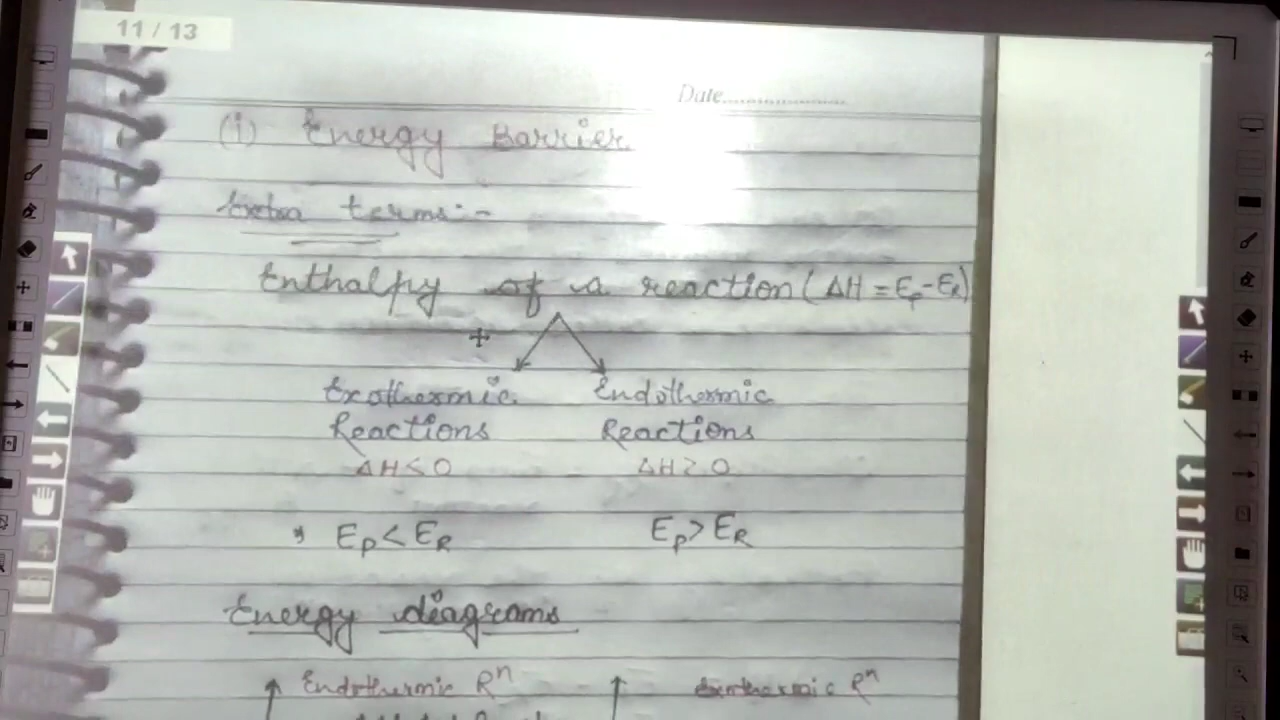 11 / 13
Date
(i) Energy Barrier
Extra terms:-
Enthalpy of a reaction (ΔH = Ep - ER)
Exothermic Endothermic
Reactions Reactions
ΔH < 0 ΔH > 0
Ep < ER Ep > ER
Energy diagrams
Endothermic Rn Exothermic Rn